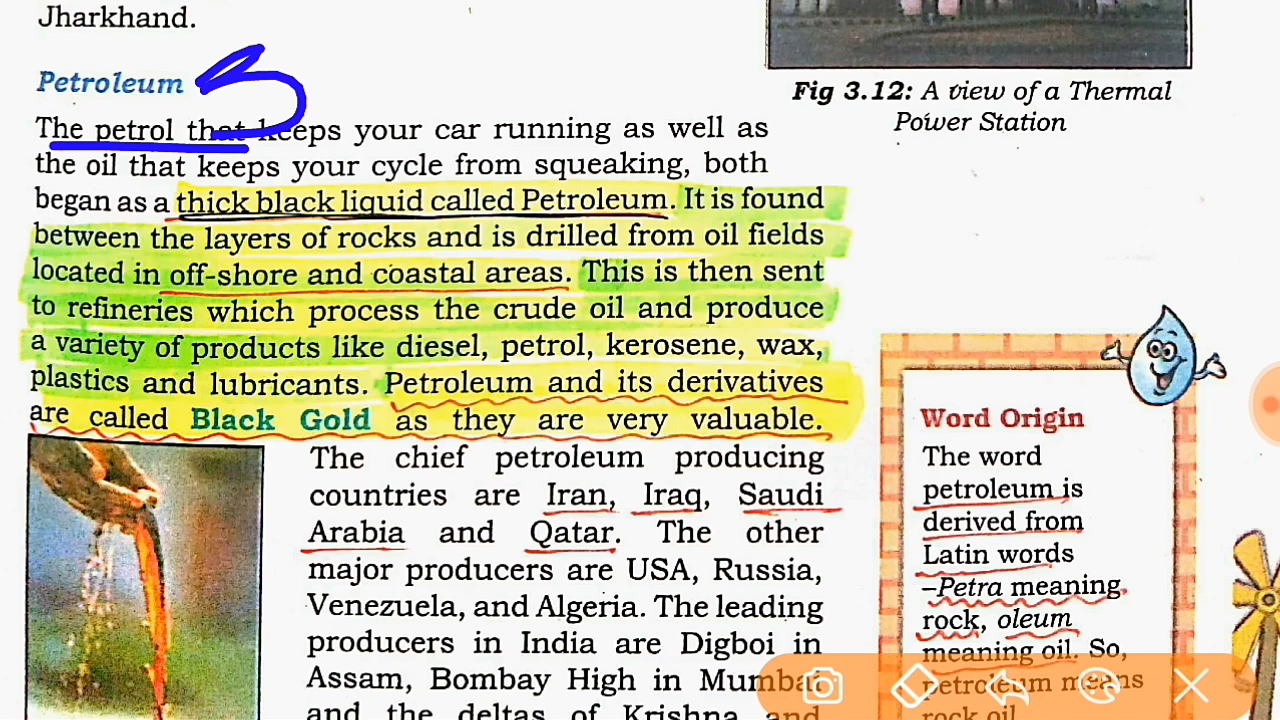 Jharkhand.
Petroleum
The petrol that keeps your car running as well as
the oil that keeps your cycle from squeaking, both
began as a thick black liquid called Petroleum. It is found
between the layers of rocks and is drilled from oil fields
located in off-shore and coastal areas. This is then sent
to refineries which process the crude oil and produce
a variety of products like diesel, petrol, kerosene, wax,
plastics and lubricants. Petroleum and its derivatives
are called Black Gold as they are very valuable.
The chief petroleum producing
countries are Iran, Iraq, Saudi
Arabia and Qatar. The other
major producers are USA, Russia,
Venezuela, and Algeria. The leading
producers in India are Digboi in
Assam, Bombay High in Mumbai
and the deltas of Krishna and
Fig 3.12: A view of a Thermal
Power Station
Word Origin
The word
petroleum is
derived from
Latin words
–Petra meaning
rock, oleum
meaning oil. So,
petroleum means
rock oil